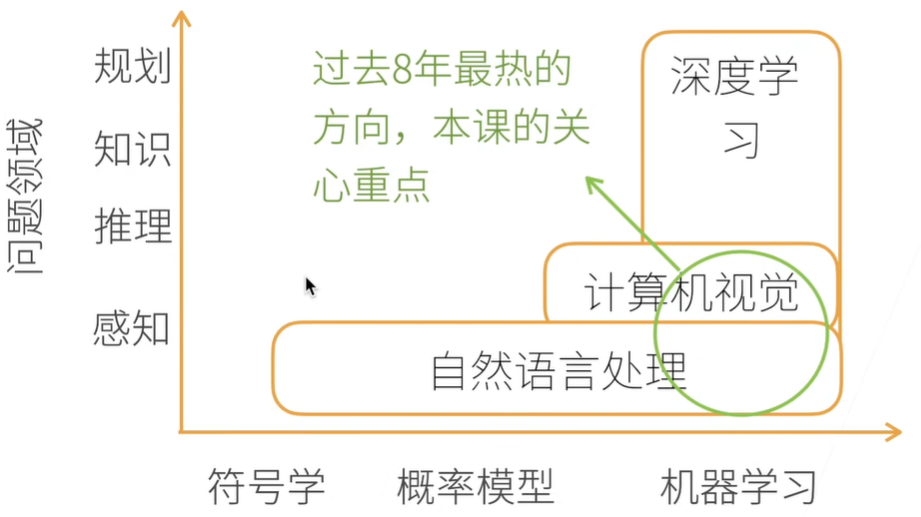 问题领域
规划
知识
推理
感知
过去8年最热的
方向，本课的关
心重点
深度学
习
计算机视觉
自然语言处理
符号学
概率模型
机器学习